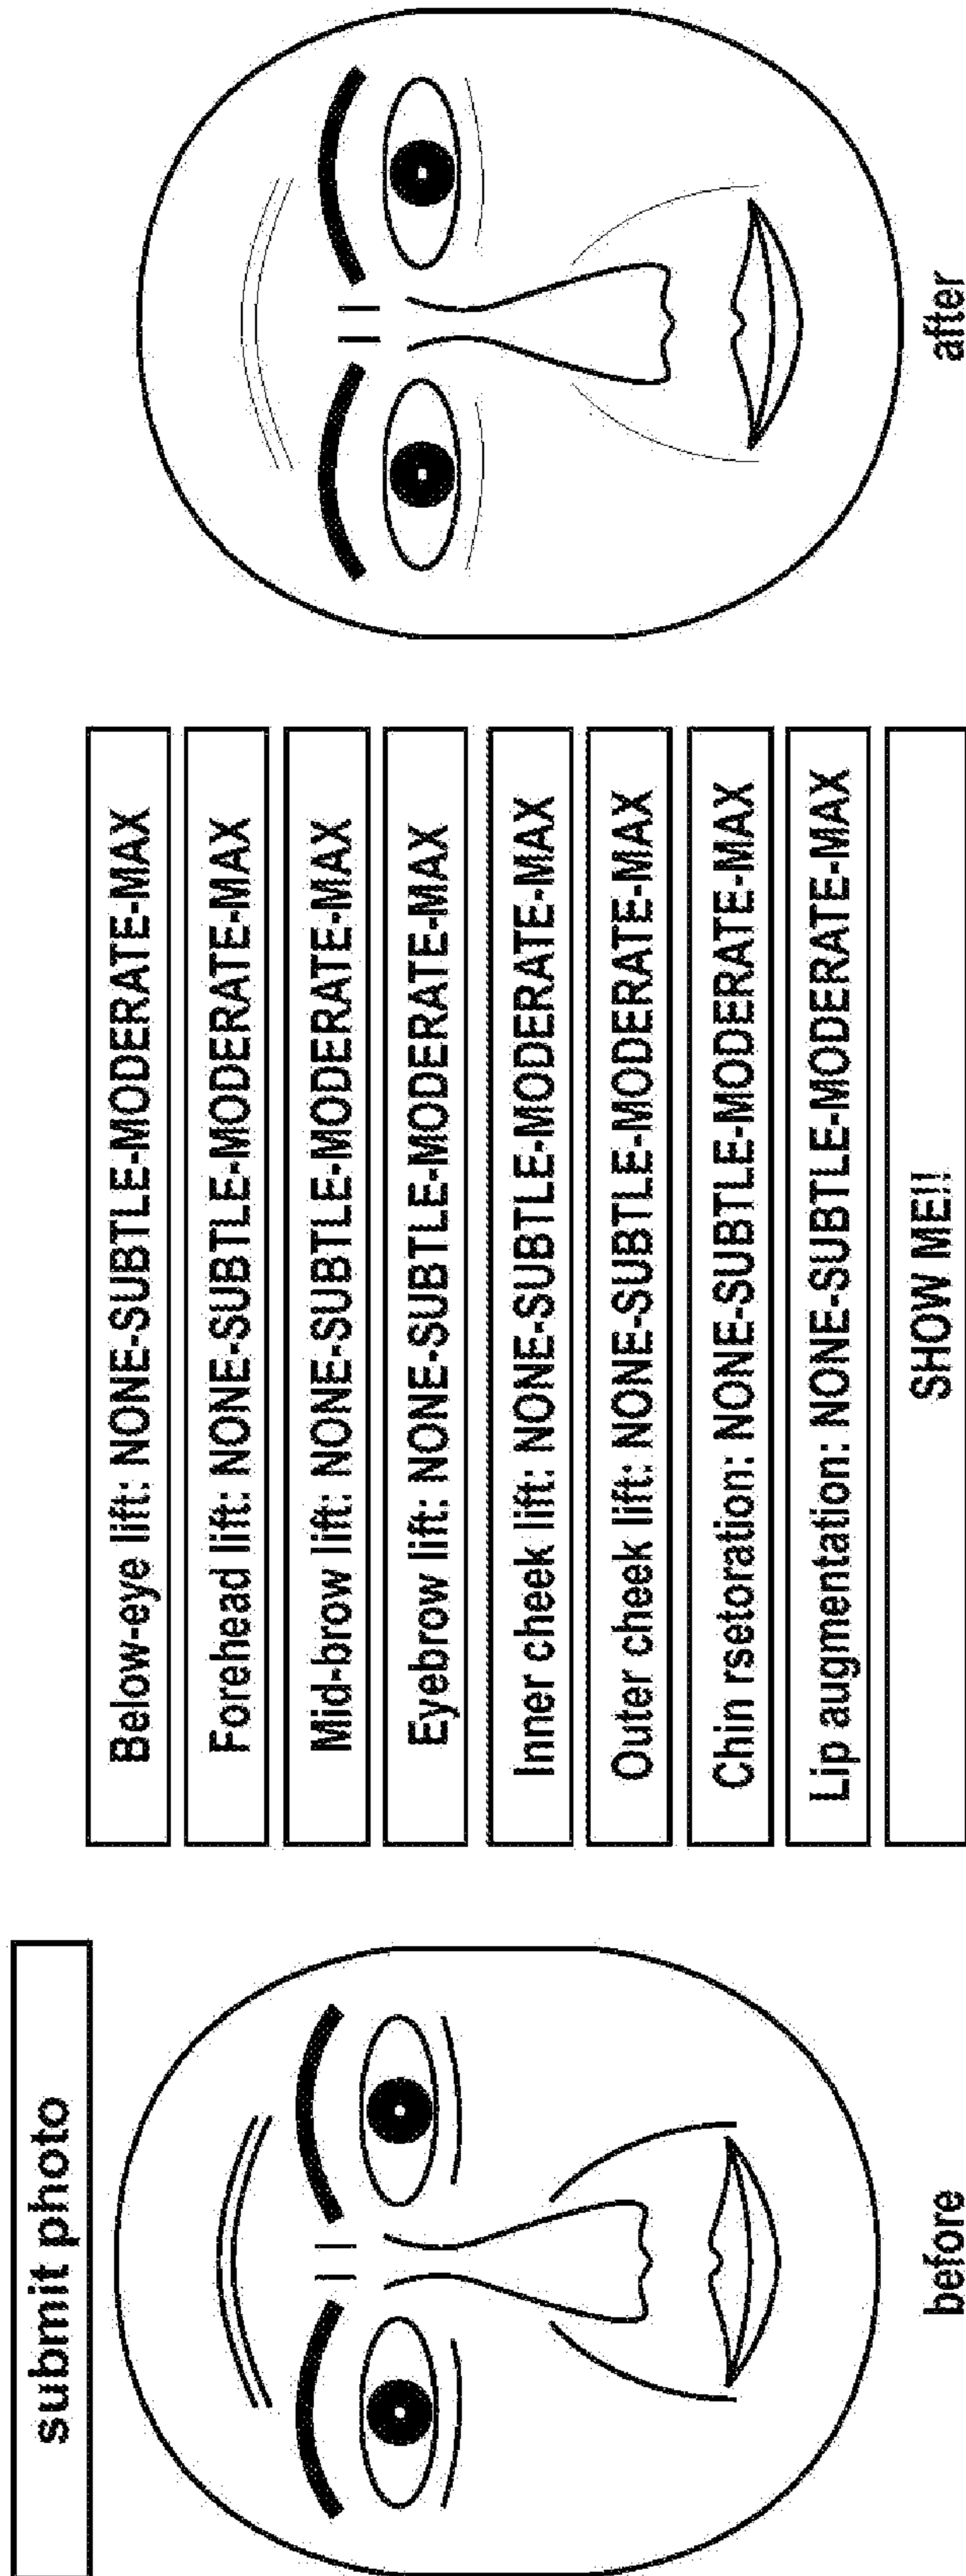 submit photo
before
Below-eye lift: NONE-SUBTLE-MODERATE-MAX
Forehead lift: NONE-SUBTLE-MODERATE-MAX
Mid-brow lift: NONE-SUBTLE-MODERATE-MAX
Eyebrow lift: NONE-SUBTLE-MODERATE-MAX
Inner cheek lift: NONE-SUBTLE-MODERATE-MAX
Outer cheek lift: NONE-SUBTLE-MODERATE-MAX
Chin rsetoration: NONE-SUBTLE-MODERATE-MAX
Lip augmentation: NONE-SUBTLE-MODERATE-MAX
SHOW ME!!
after